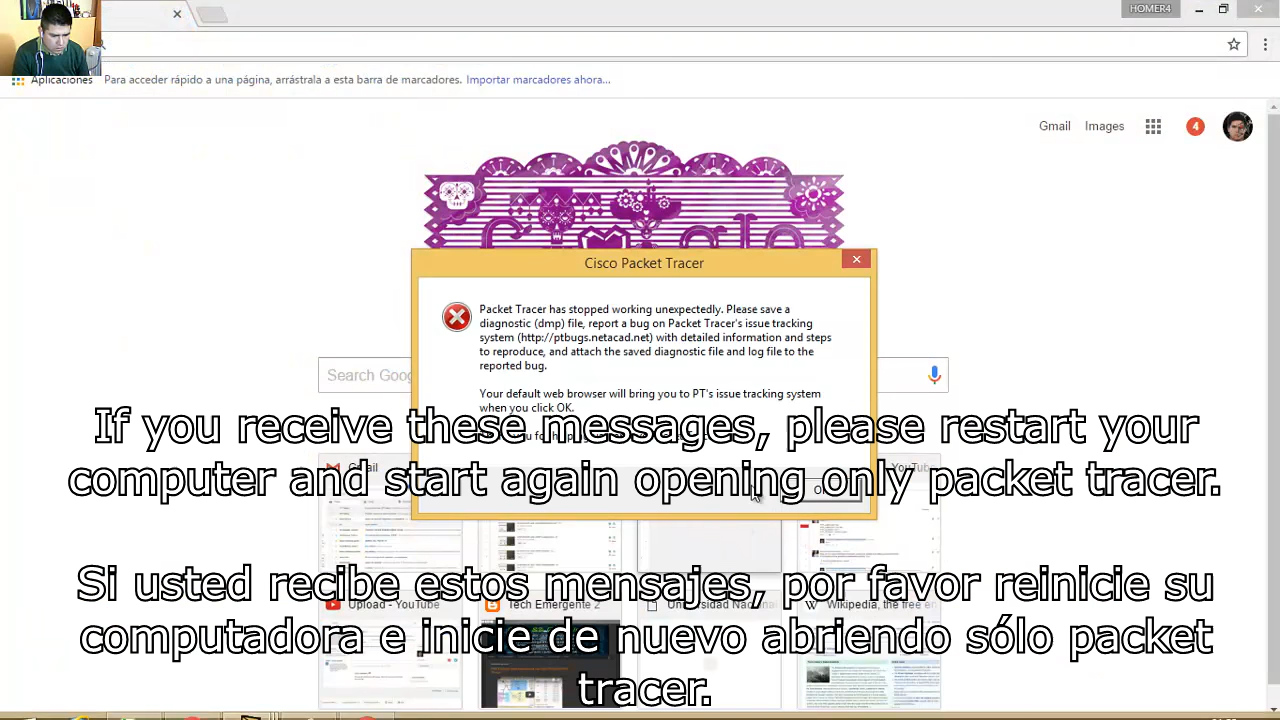 HOMER4
Aplicaciones
Para acceder rápido a una página, arrástrala a esta barra de marcadores. Importar marcadores ahora...
Gmail Images 4
Cisco Packet Tracer
Packet Tracer has stopped working unexpectedly. Please save a
diagnostic (dmp) file, report a bug on Packet Tracer's issue tracking
system (http://ptbugs.netacad.net) with detailed information and steps
to reproduce, and attach the saved diagnostic file and log file to the
reported bug.
Search Goo
Your default web browser will bring you to PT's issue tracking system
when you click OK.
If you receive these messages, please restart your
Gmail YouTube
computer and start again opening only packet tracer.
Si usted recibe estos mensajes, por favor reinicie su
Upload - YouTube Tech Emergente 2 Universidad Nacional Wikipedia, the free en
computadora e inicie de nuevo abriendo sólo packet
tracer.